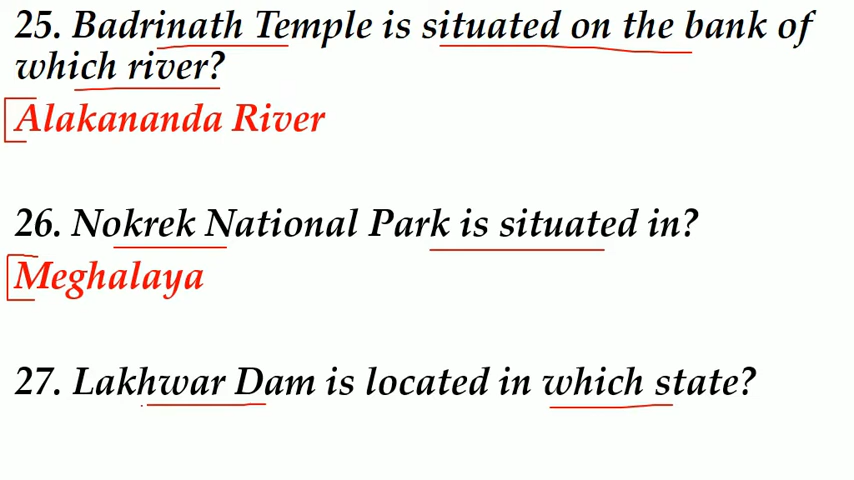 25. Badrinath Temple is situated on the bank of
which river?
Alakananda River
26. Nokrek National Park is situated in?
Meghalaya
27. Lakhwar Dam is located in which state?